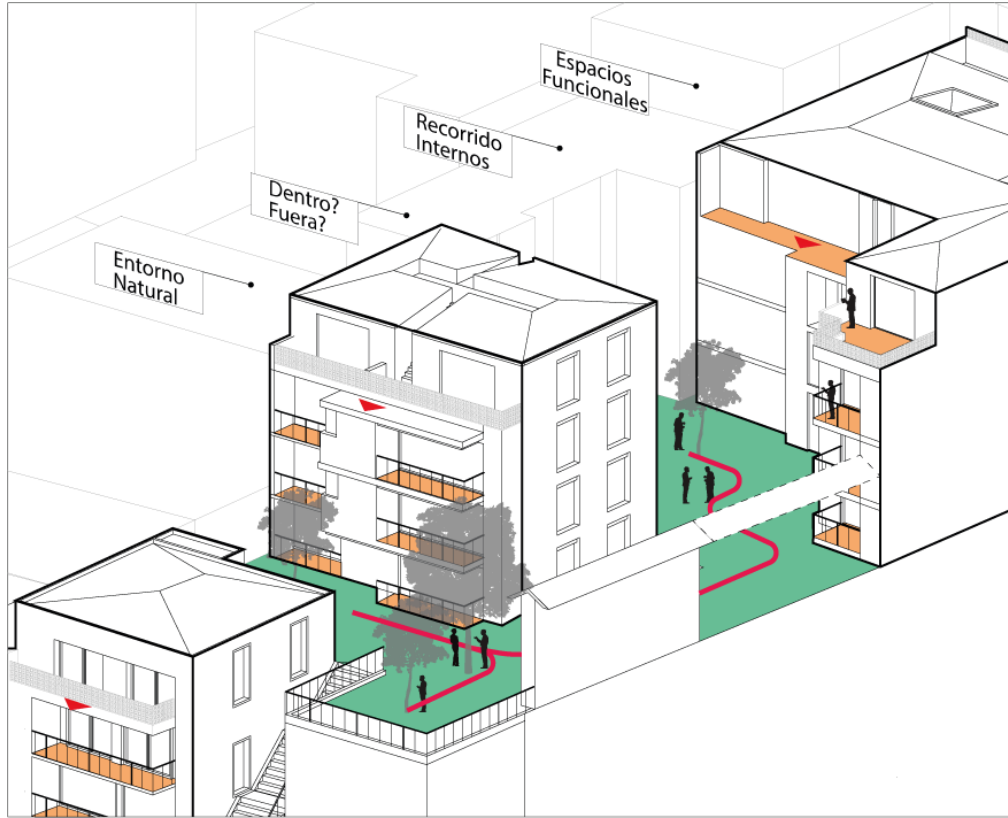 Espacios
Funcionales
Recorrido
Internos
Dentro?
Fuera?
Entorno
Natural